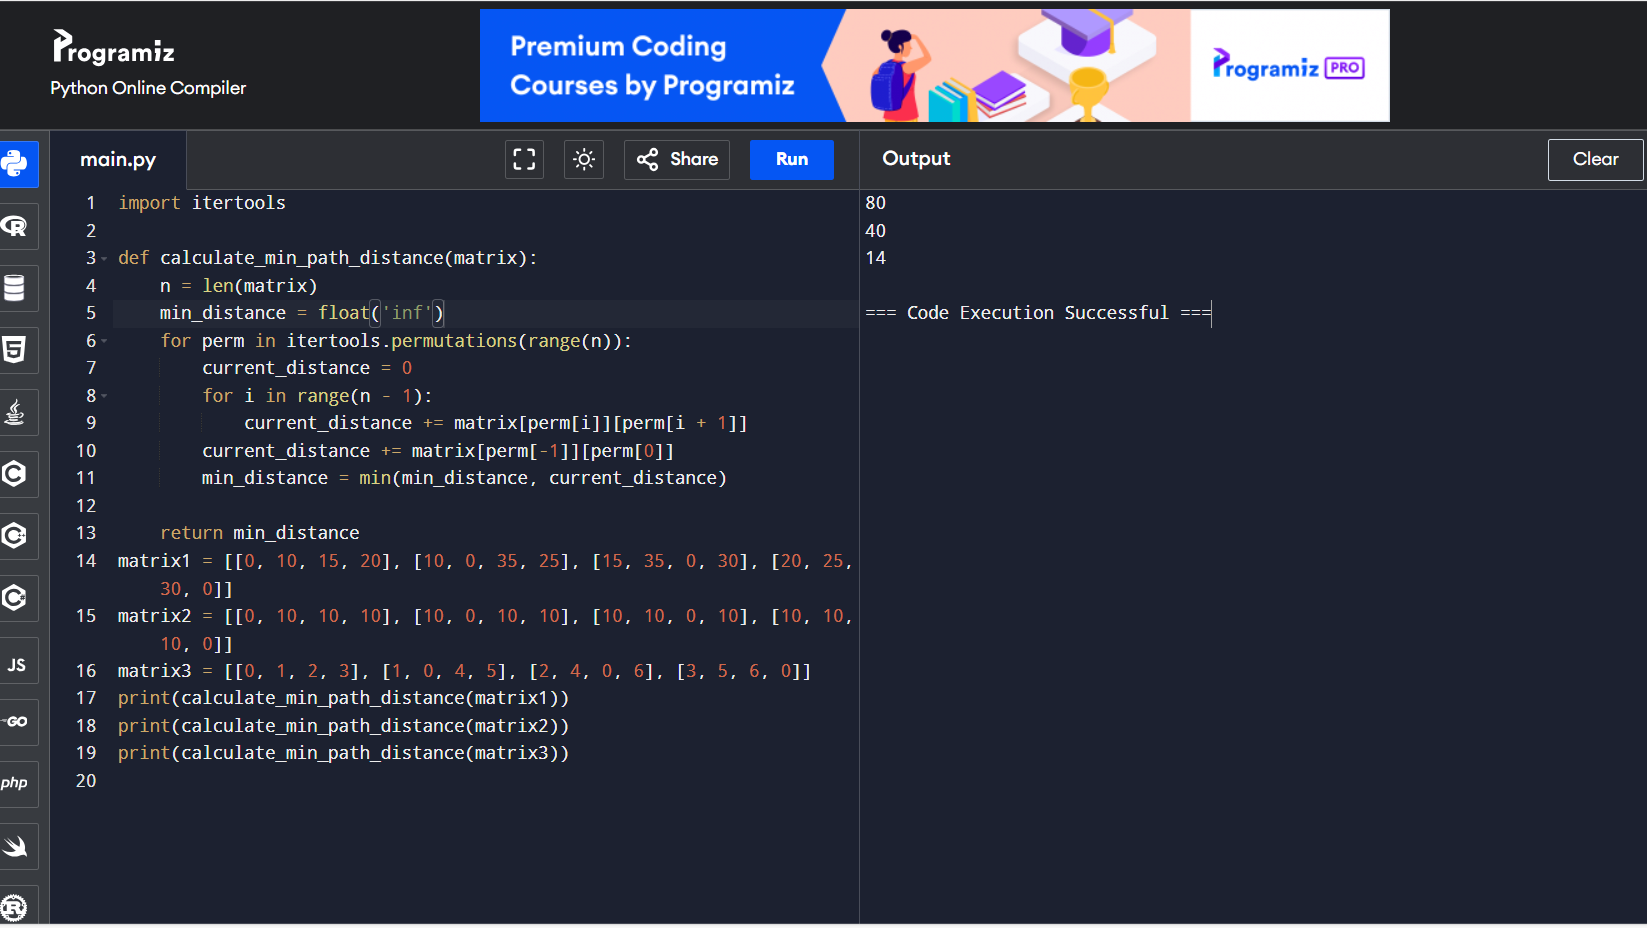 Programiz
Python Online Compiler
Premium Coding
Courses by Programiz
Programiz PRO
main.py
Share
Run
Output
Clear
1 import itertools
2
3 def calculate_min_path_distance(matrix):
4 n = len(matrix)
5 min_distance = float('inf')
6 for perm in itertools.permutations(range(n)):
7 current_distance = 0
8 for i in range(n - 1):
9 current_distance += matrix[perm[i]][perm[i + 1]]
10 current_distance += matrix[perm[-1]][perm[0]]
11 min_distance = min(min_distance, current_distance)
12
13 return min_distance
14 matrix1 = [[0, 10, 15, 20], [10, 0, 35, 25], [15, 35, 0, 30], [20, 25,
30, 0]]
15 matrix2 = [[0, 10, 10, 10], [10, 0, 10, 10], [10, 10, 0, 10], [10, 10,
10, 0]]
16 matrix3 = [[0, 1, 2, 3], [1, 0, 4, 5], [2, 4, 0, 6], [3, 5, 6, 0]]
17 print(calculate_min_path_distance(matrix1))
18 print(calculate_min_path_distance(matrix2))
19 print(calculate_min_path_distance(matrix3))
20
80
40
14
=== Code Execution Successful ===
R
5
C
C++
C#
JS
GO
php
R